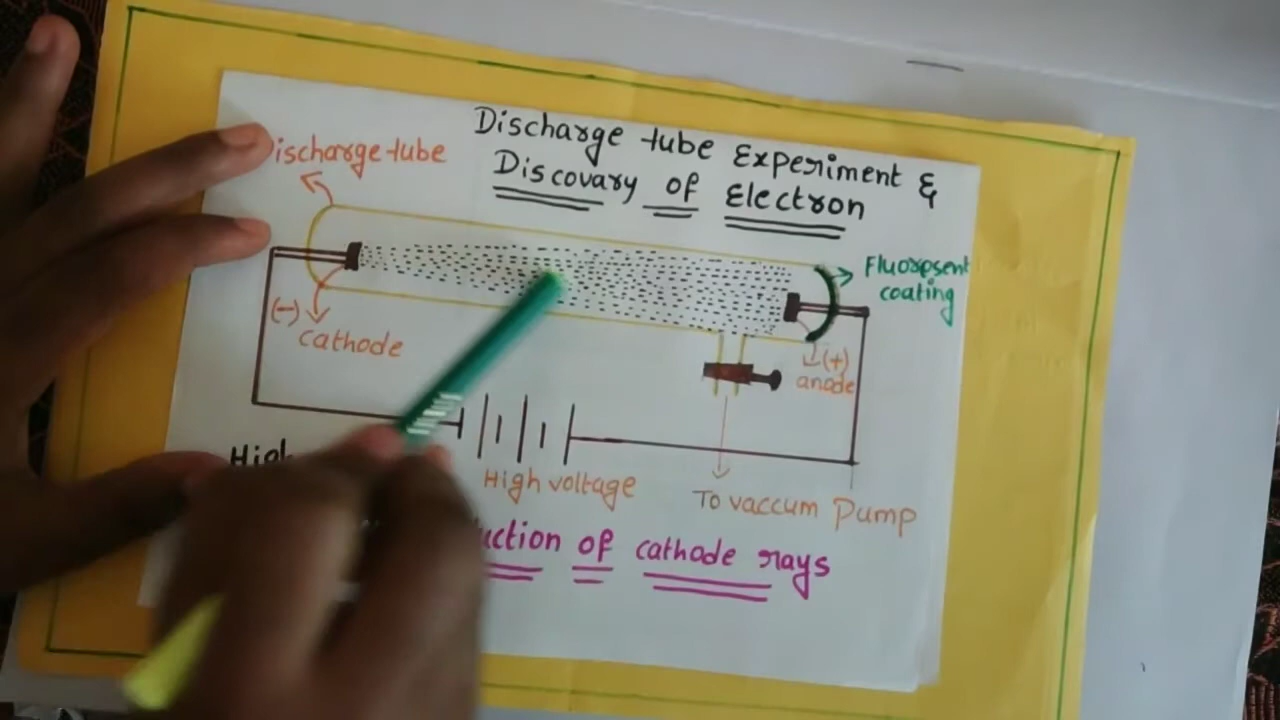 Discharge tube Experiment &
Discovary of Electron
Discharge tube
Fluorpsent
coating
(-)
cathode
(+)
anode
High voltage
To vaccum Pump
cathode rays
of